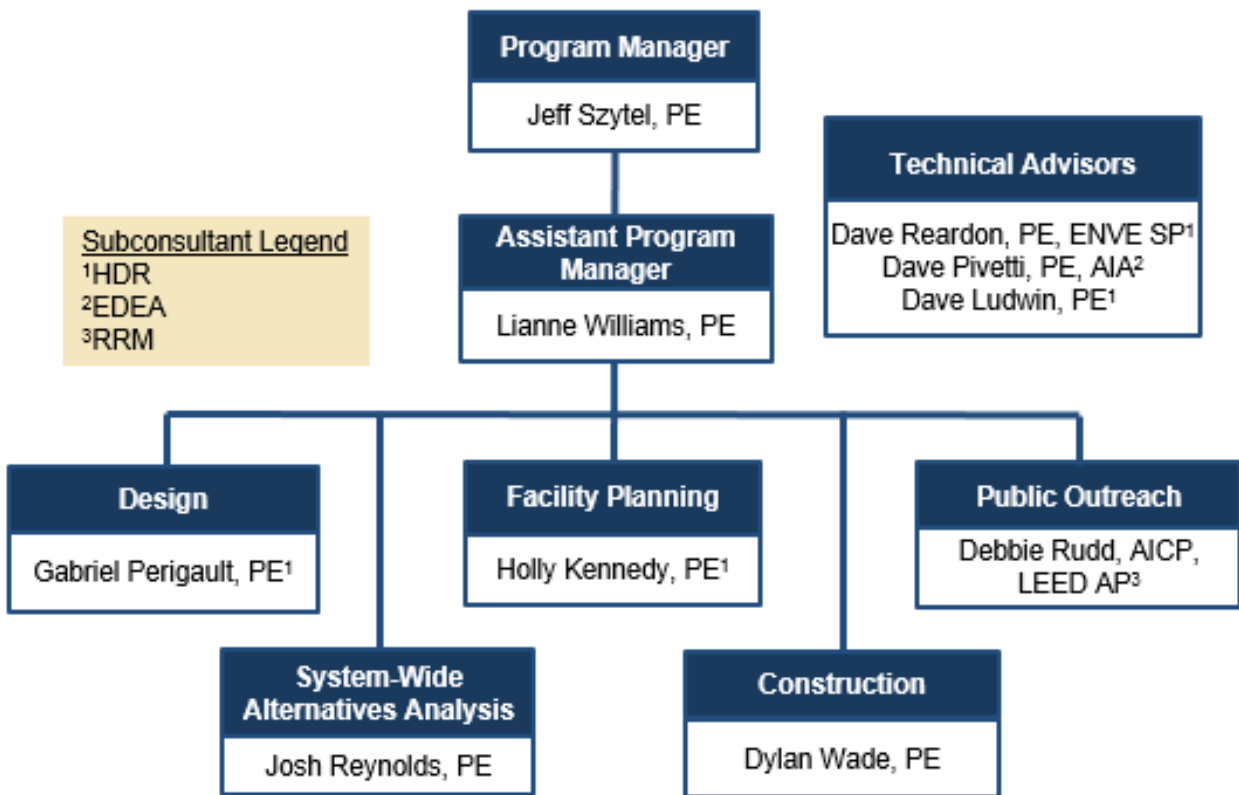 Program Manager
Jeff Szytel, PE
Technical Advisors
Dave Reardon, PE, ENVE SP¹
Dave Pivetti, PE, AIA²
Dave Ludwin, PE¹
Subconsultant Legend
¹HDR
²EDEA
³RRM
Assistant Program
Manager
Lianne Williams, PE
Design
Gabriel Perigault, PE¹
Facility Planning
Holly Kennedy, PE¹
Public Outreach
Debbie Rudd, AICP,
LEED AP³
System-Wide
Alternatives Analysis
Josh Reynolds, PE
Construction
Dylan Wade, PE